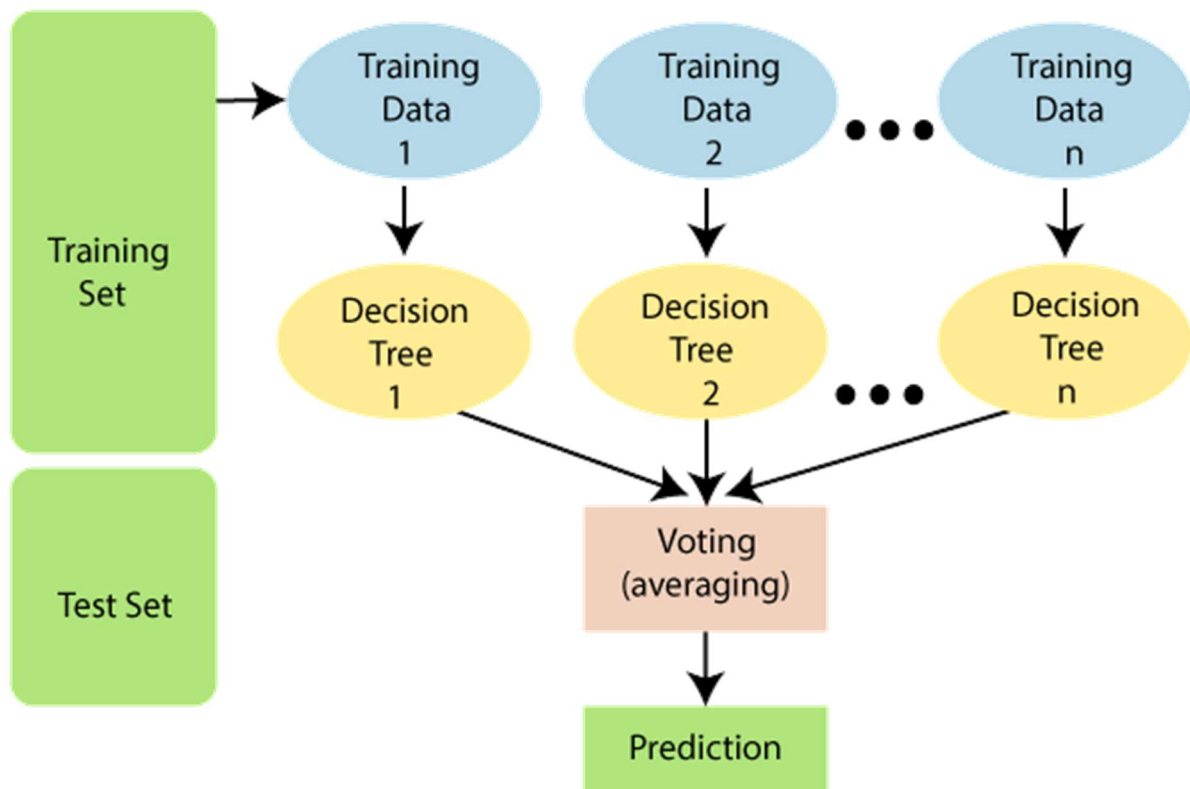 Training
Set
Test Set
Training
Data
1
Training
Data
2
Training
Data
n
Decision
Tree
1
Decision
Tree
2
Decision
Tree
n
Voting
(averaging)
Prediction